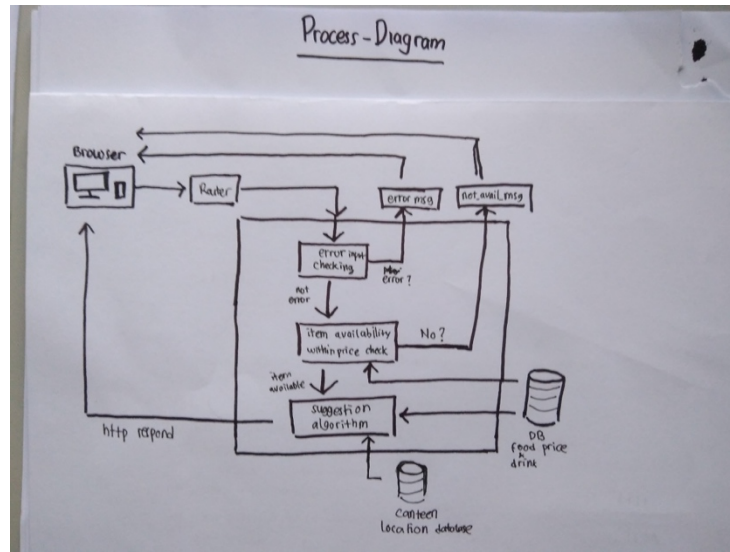 Process-Diagram
Browser
Router
error msg
not_avail_msg
error input
checking
error?
not
error
item availability
within price check
No?
item
available
suggestion
algorithm
http respond
DB
food price
& drink
canteen
location database